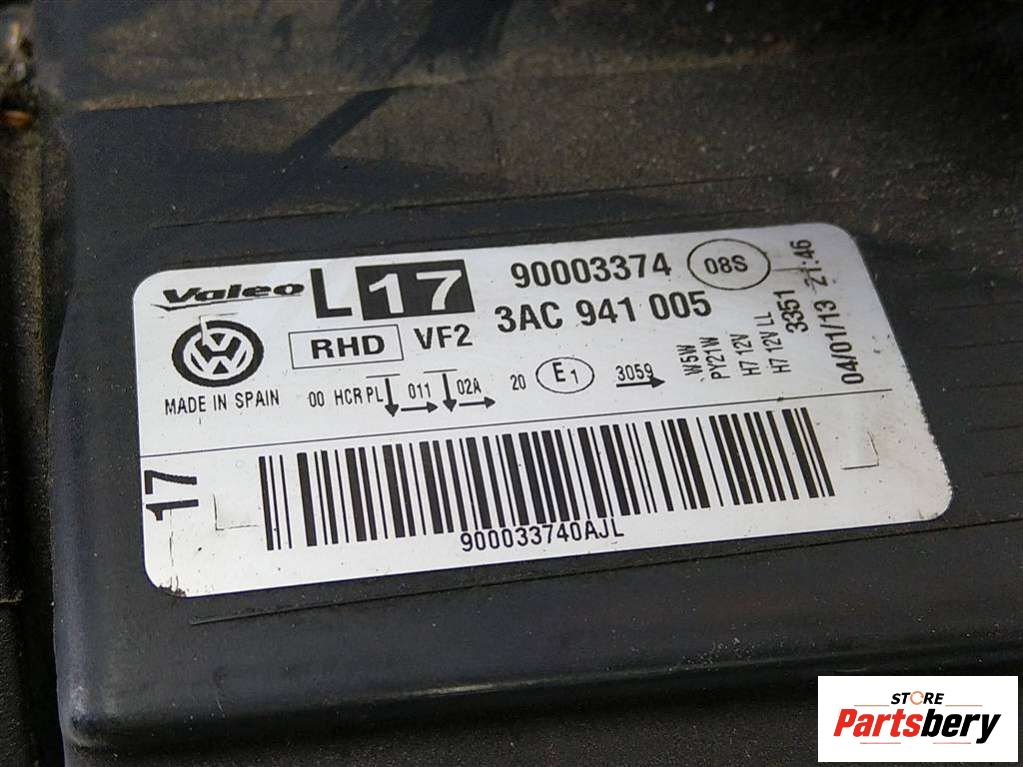 Valeo L 17 90003374 08S
RHD VF2 3AC 941 005
MADE IN SPAIN
00 HCR PL 011 02A 20 E1 3059
W5W
PY21W
H7 12V
H7 12V LL
3351
04/01/13 21:46
17
900033740AJL
STORE
Partsbery